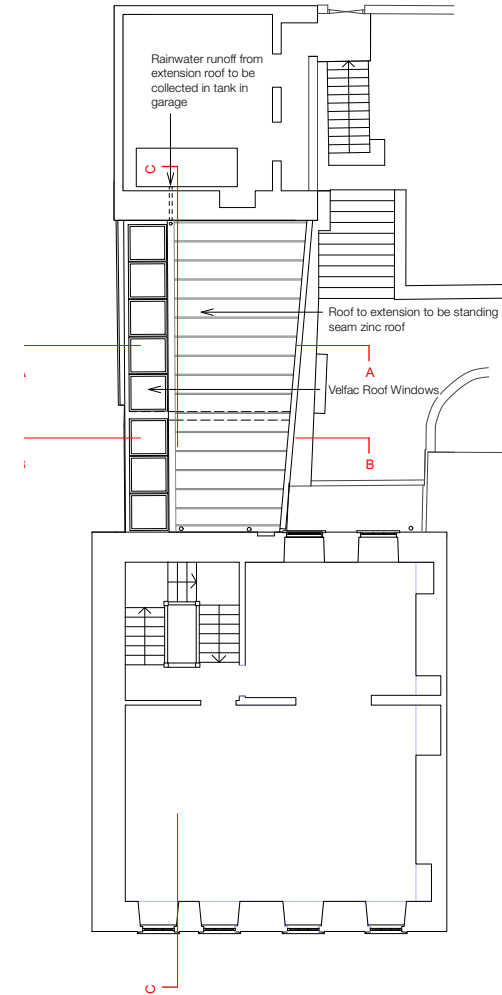 Rainwater runoff from
extension roof to be
collected in tank in
garage
C
Roof to extension to be standing
seam zinc roof
A
Velfac Roof Windows
B
C